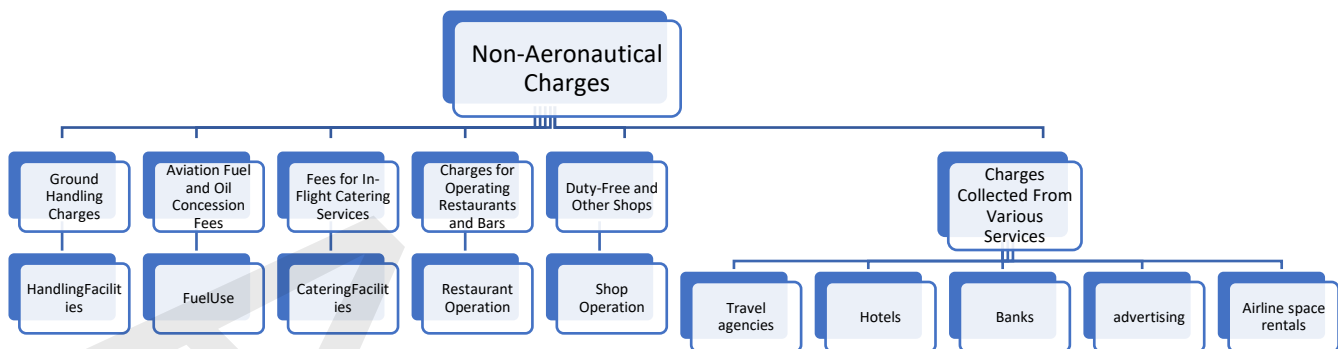 Non-Aeronautical
Charges
Ground
Handling
Charges
Aviation Fuel
and Oil
Concession
Fees
Fees for In-
Flight Catering
Services
Charges for
Operating
Restaurants
and Bars
Duty-Free and
Other Shops
Charges
Collected From
Various
Services
HandlingFacilit
ies
FuelUse
CateringFacilit
ies
Restaurant
Operation
Shop
Operation
Travel
agencies
Hotels
Banks
advertising
Airline space
rentals